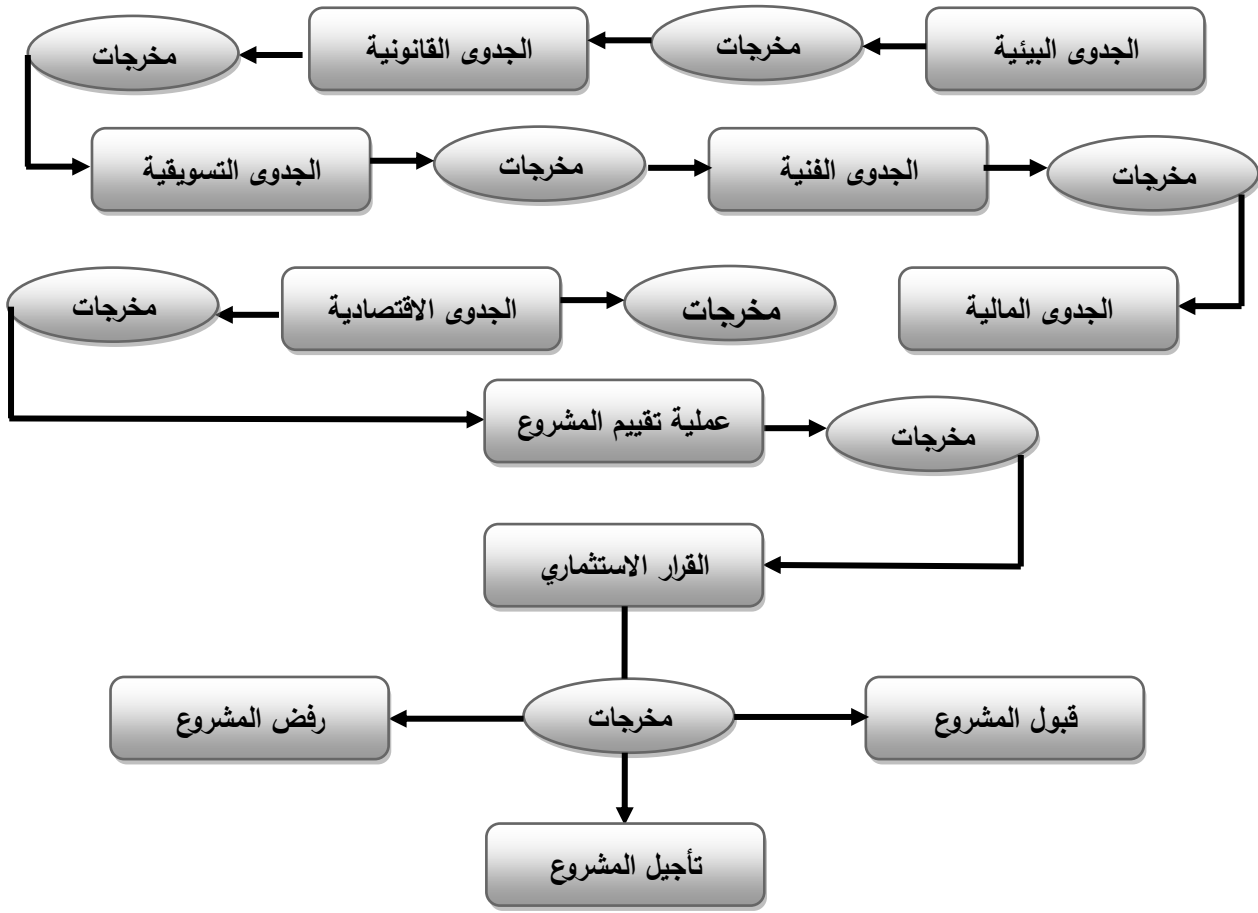 الجدوى البيئية
مخرجات
الجدوى القانونية
مخرجات
الجدوى التسويقية
مخرجات
الجدوى الفنية
مخرجات
الجدوى المالية
مخرجات
الجدوى الاقتصادية
مخرجات
عملية تقييم المشروع
مخرجات
القرار الاستثماري
مخرجات
قبول المشروع
رفض المشروع
تأجيل المشروع